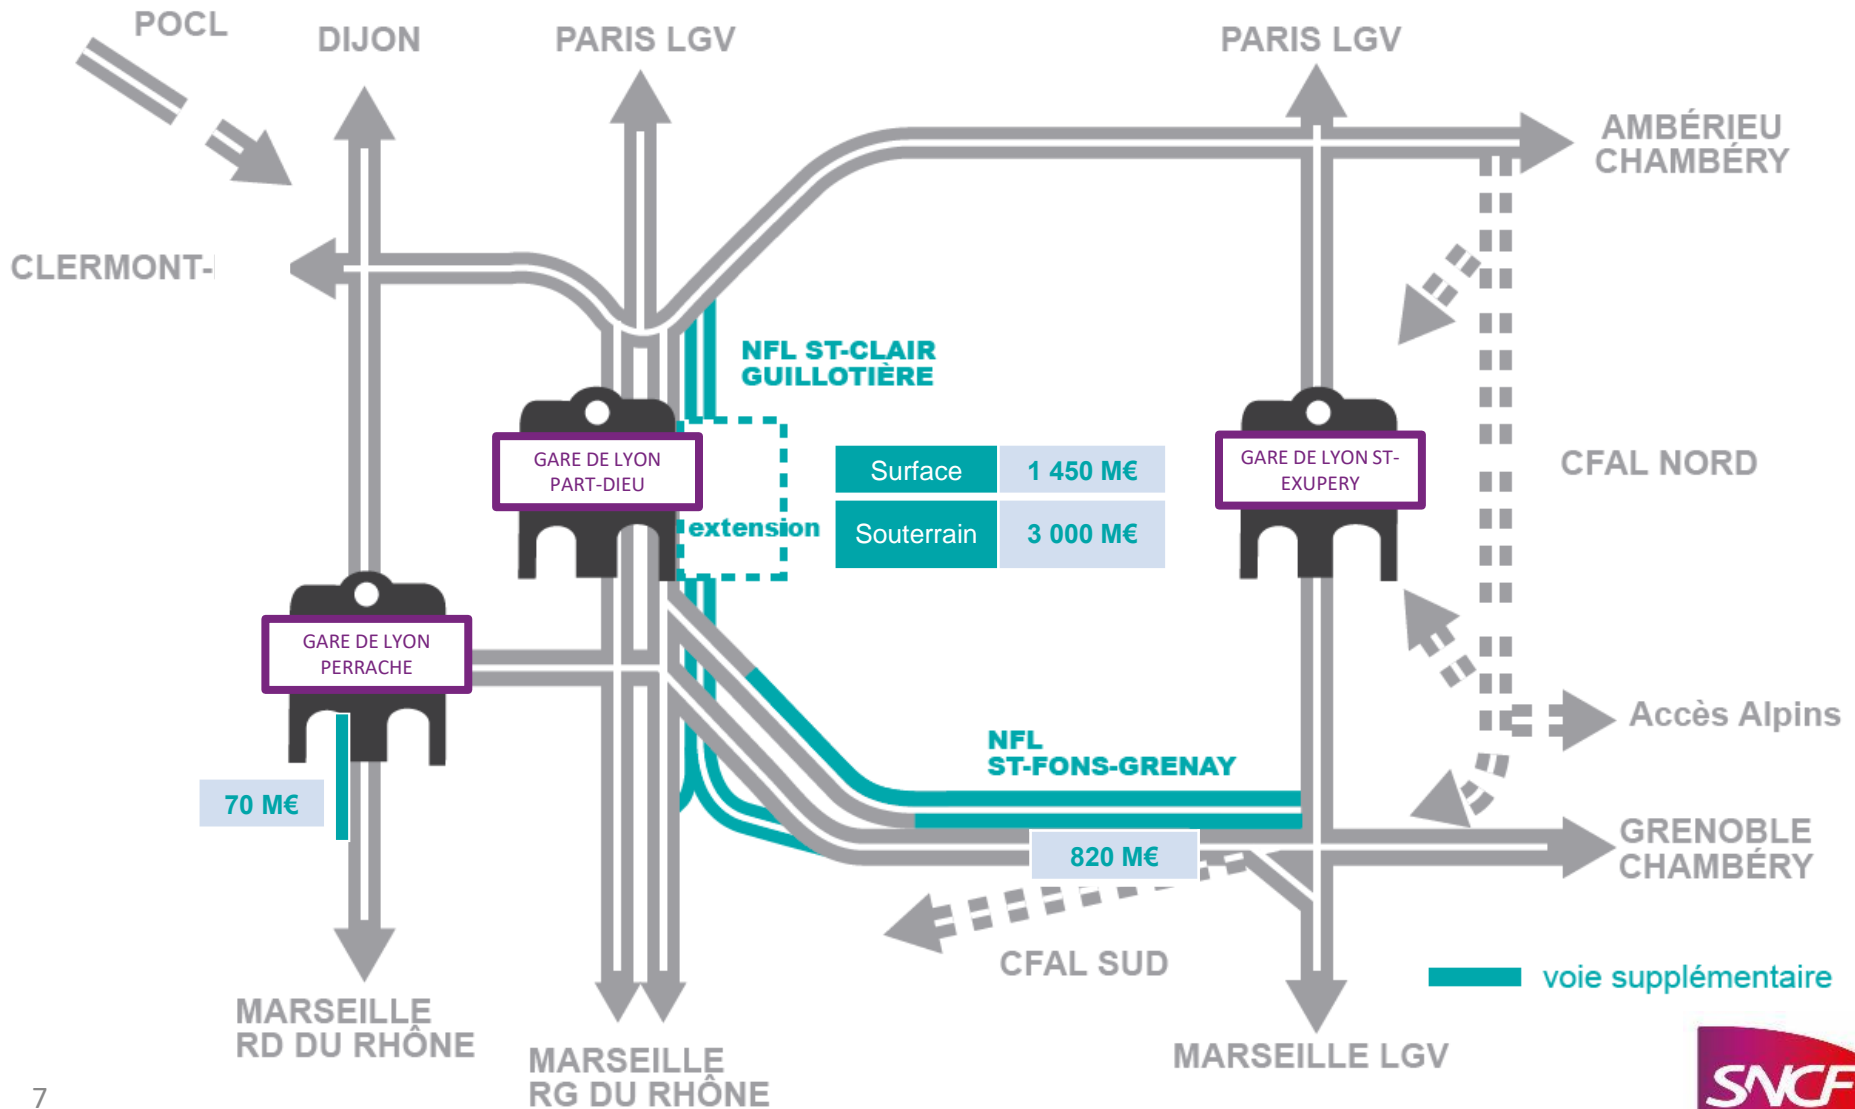 POCL
DIJON
PARIS LGV
PARIS LGV
AMBÉRIEU
CHAMBÉRY
CLERMONT-
NFL ST-CLAIR
GUILLOTIÈRE
GARE DE LYON
PART-DIEU
extension
Surface 1 450 M€
Souterrain 3 000 M€
GARE DE LYON ST-
EXUPERY
CFAL NORD
GARE DE LYON
PERRACHE
70 M€
NFL
ST-FONS-GRENAY
820 M€
Accès Alpins
GRENOBLE
CHAMBÉRY
CFAL SUD
voie supplémentaire
MARSEILLE
RD DU RHÔNE
MARSEILLE
RG DU RHÔNE
MARSEILLE LGV
SNCF
7